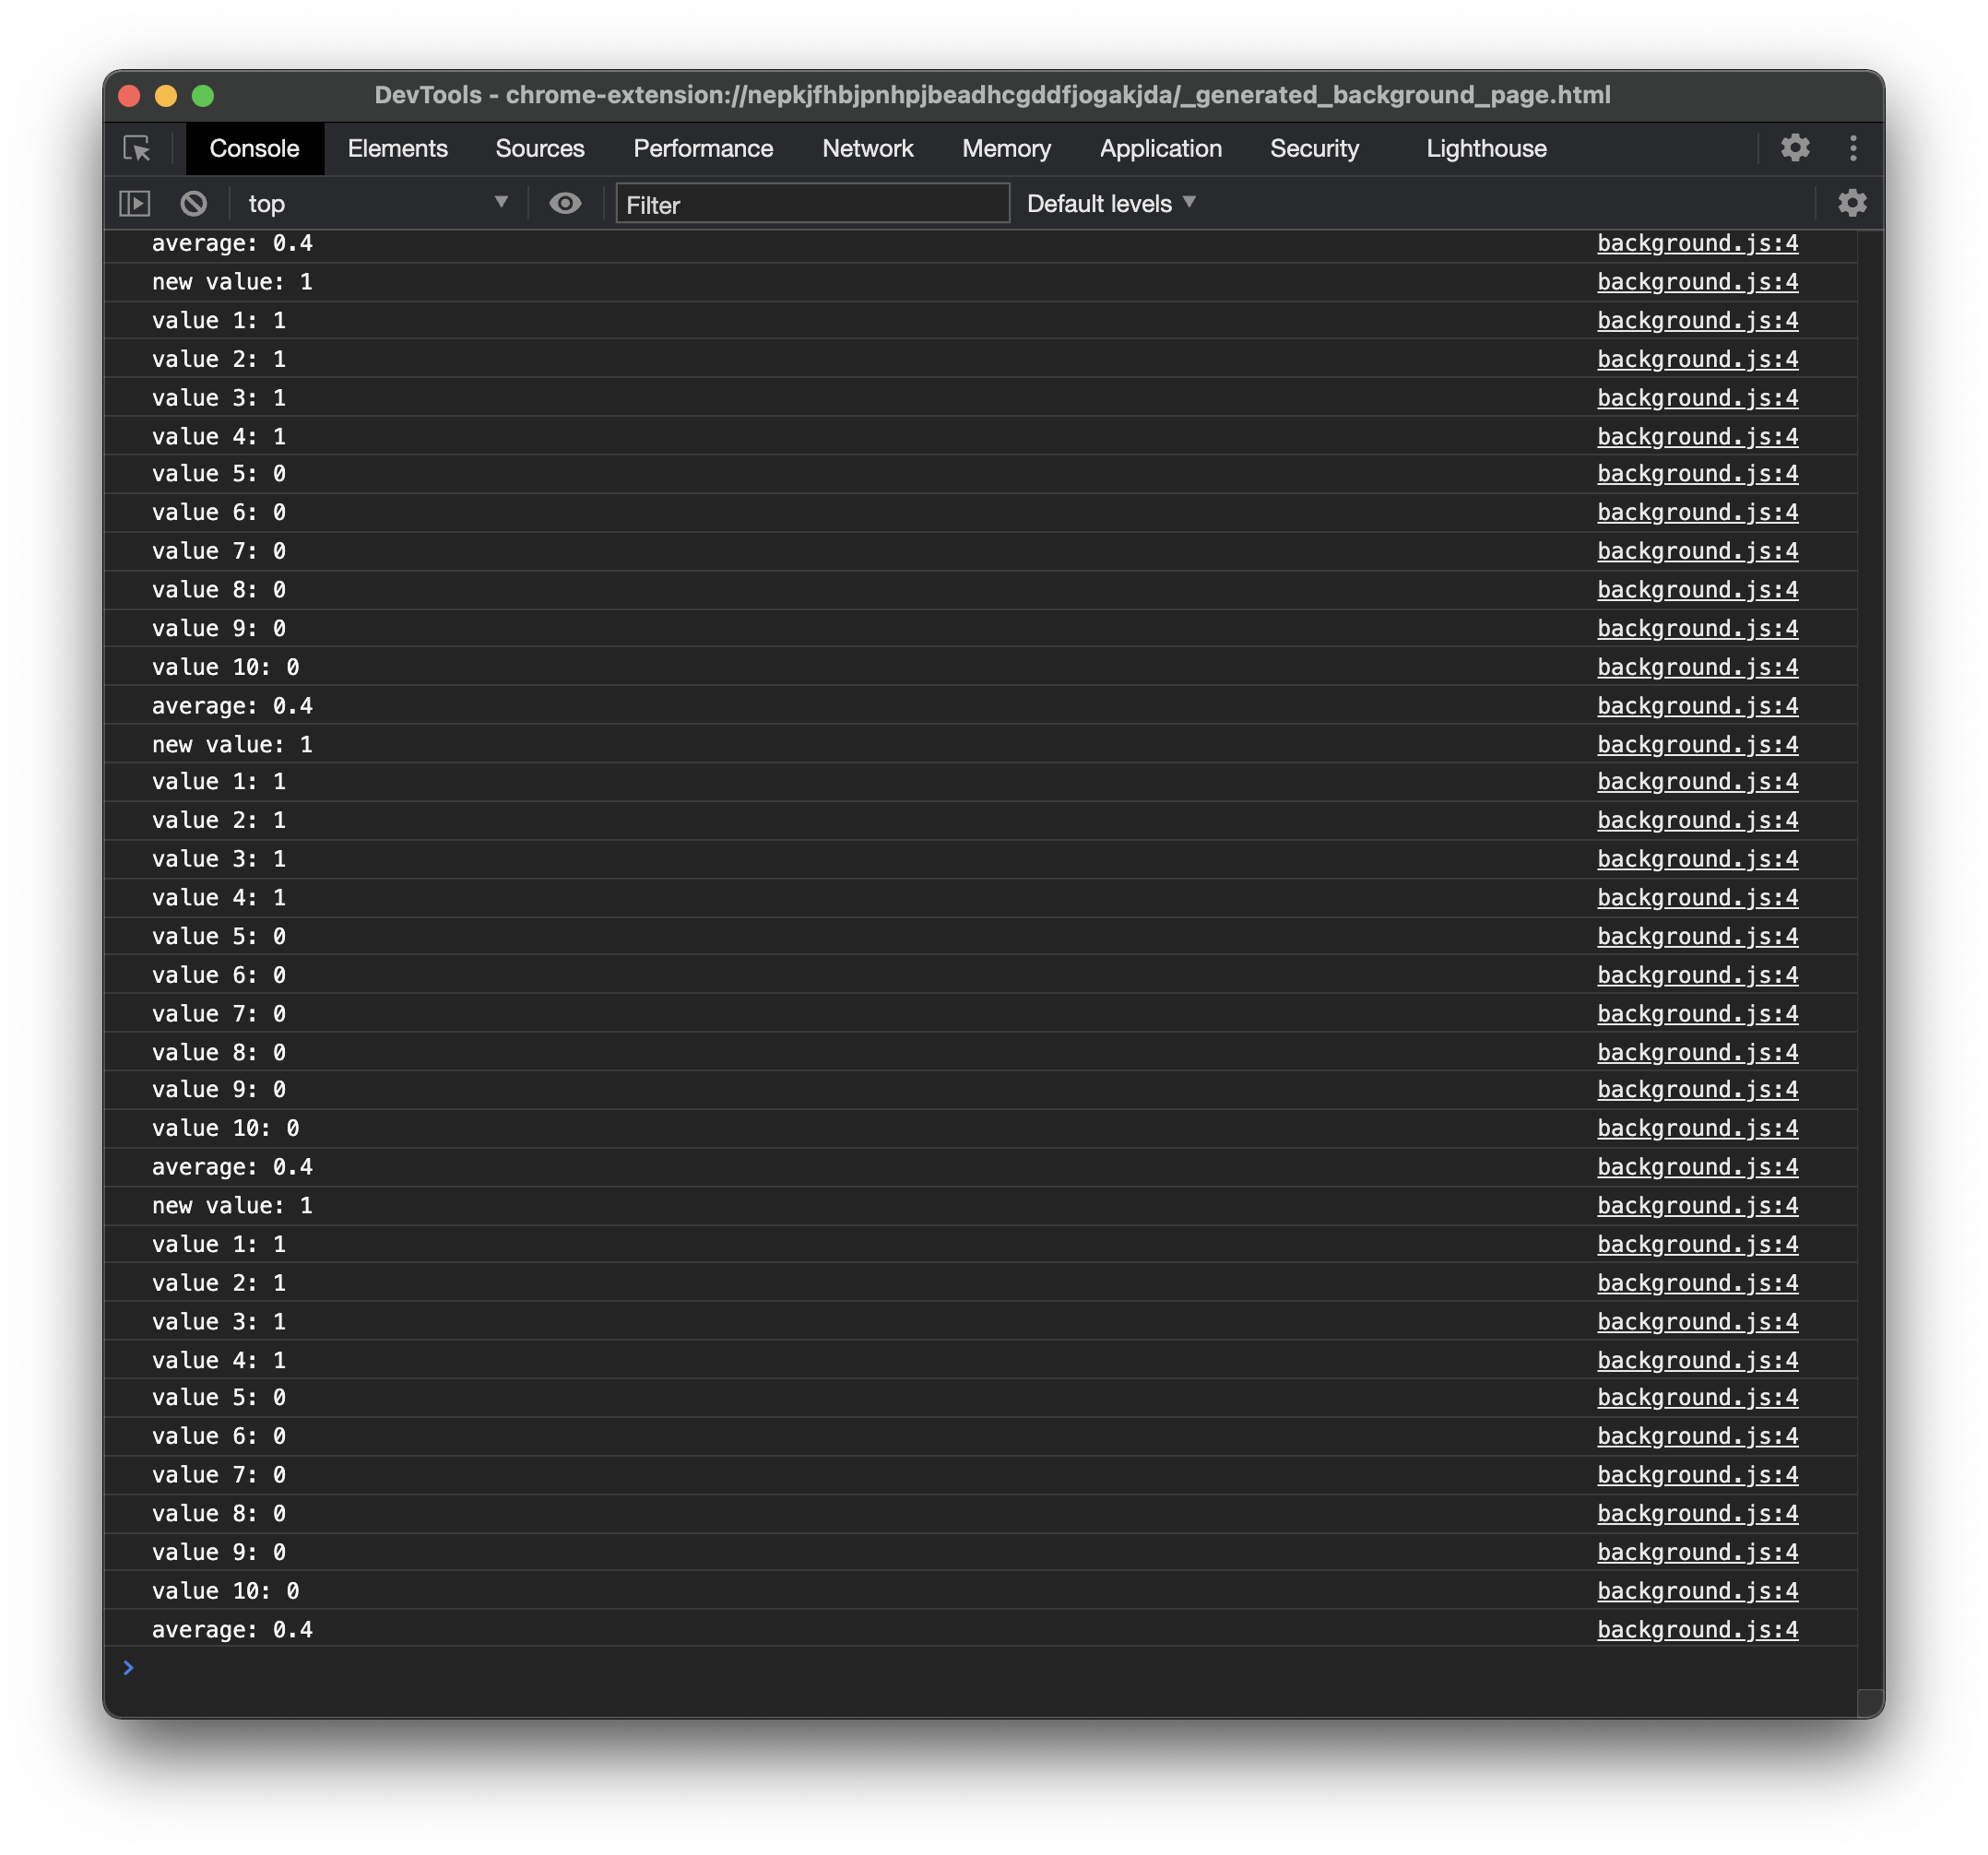 DevTools - chrome-extension://nepkjfhbjpnhpjbeadhcgddfjogakjda/_generated_background_page.html
Console Elements Sources Performance Network Memory Application Security Lighthouse
top Filter Default levels
average: 0.4 background.js:4
new value: 1 background.js:4
value 1: 1 background.js:4
value 2: 1 background.js:4
value 3: 1 background.js:4
value 4: 1 background.js:4
value 5: 0 background.js:4
value 6: 0 background.js:4
value 7: 0 background.js:4
value 8: 0 background.js:4
value 9: 0 background.js:4
value 10: 0 background.js:4
average: 0.4 background.js:4
new value: 1 background.js:4
value 1: 1 background.js:4
value 2: 1 background.js:4
value 3: 1 background.js:4
value 4: 1 background.js:4
value 5: 0 background.js:4
value 6: 0 background.js:4
value 7: 0 background.js:4
value 8: 0 background.js:4
value 9: 0 background.js:4
value 10: 0 background.js:4
average: 0.4 background.js:4
new value: 1 background.js:4
value 1: 1 background.js:4
value 2: 1 background.js:4
value 3: 1 background.js:4
value 4: 1 background.js:4
value 5: 0 background.js:4
value 6: 0 background.js:4
value 7: 0 background.js:4
value 8: 0 background.js:4
value 9: 0 background.js:4
value 10: 0 background.js:4
average: 0.4 background.js:4